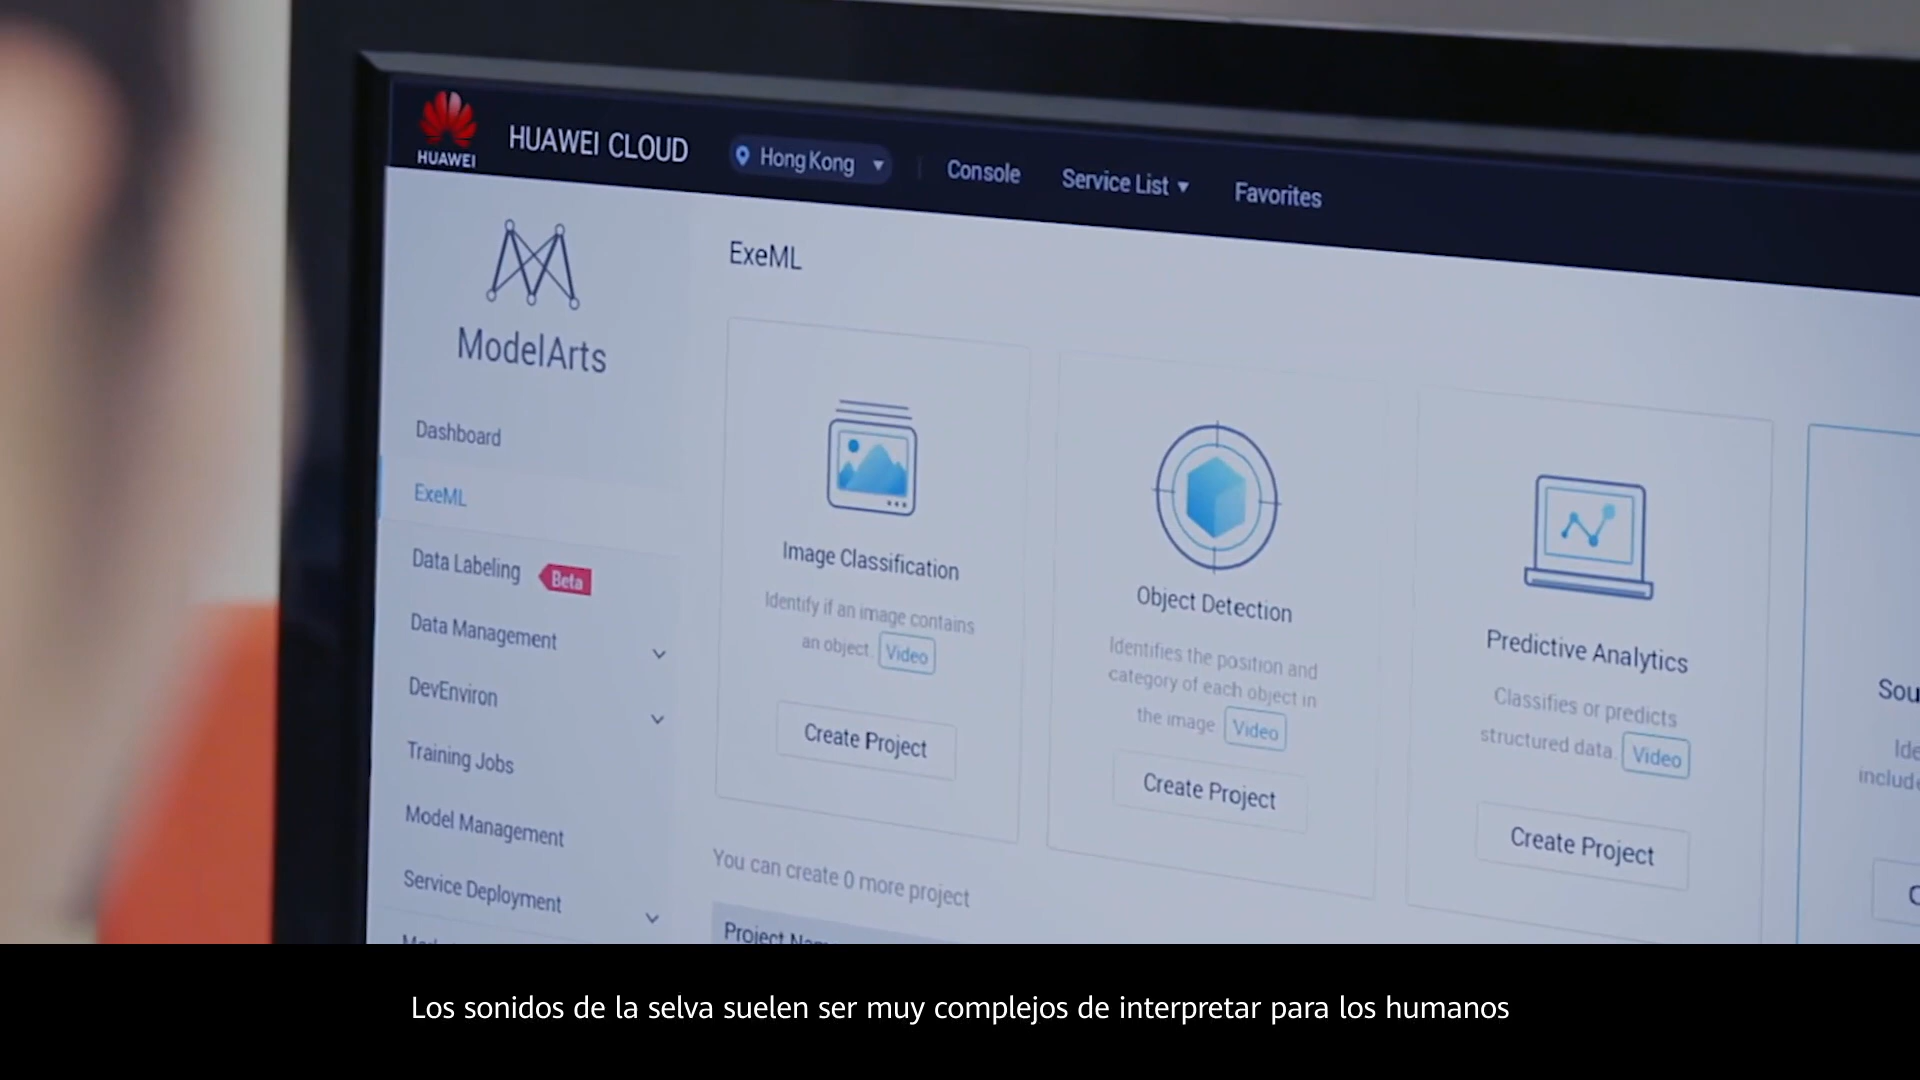 HUAWEI
HUAWEI CLOUD
Hong Kong
Console
Service List
Favorites
ModelArts
Dashboard
ExeML
Data Labeling
Beta
Data Management
DevEnviron
Training Jobs
Model Management
Service Deployment
ExeML
Image Classification
Identify if an image contains
an object. Video
Create Project
Object Detection
Identifies the position and
category of each object in
the image. Video
Create Project
Predictive Analytics
Classifies or predicts
structured data. Video
Create Project
You can create 0 more project
Project
Los sonidos de la selva suelen ser muy complejos de interpretar para los humanos